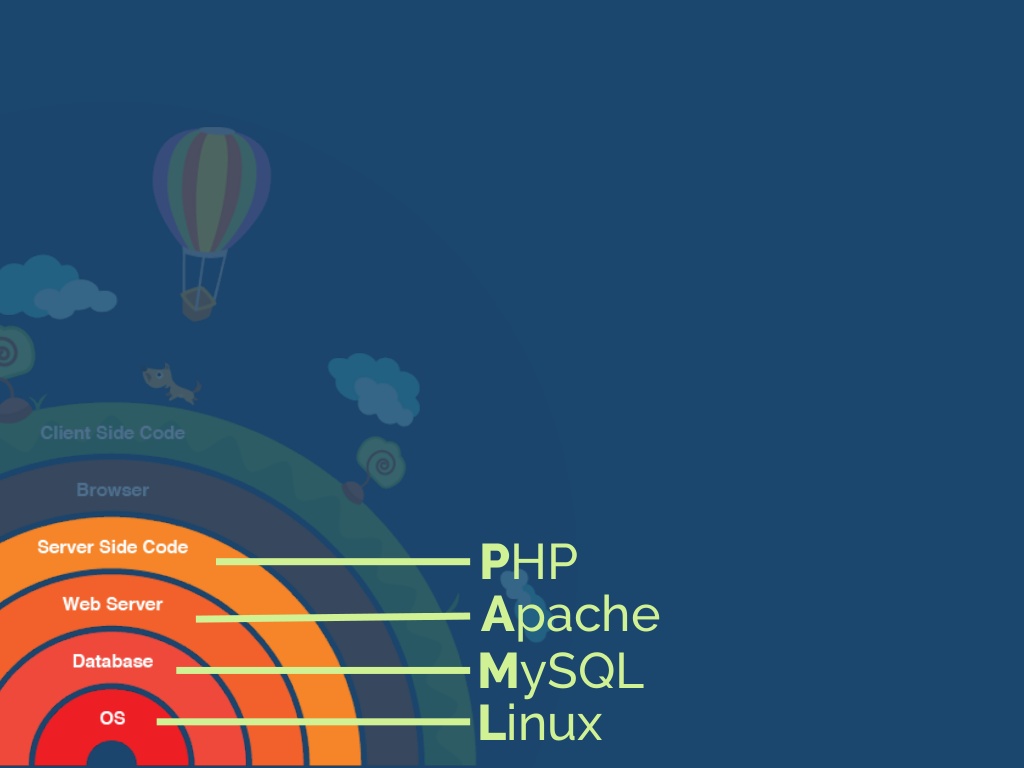 Client Side Code
Browser
Server Side Code
PHP
Web Server
Apache
Database
MySQL
OS
Linux